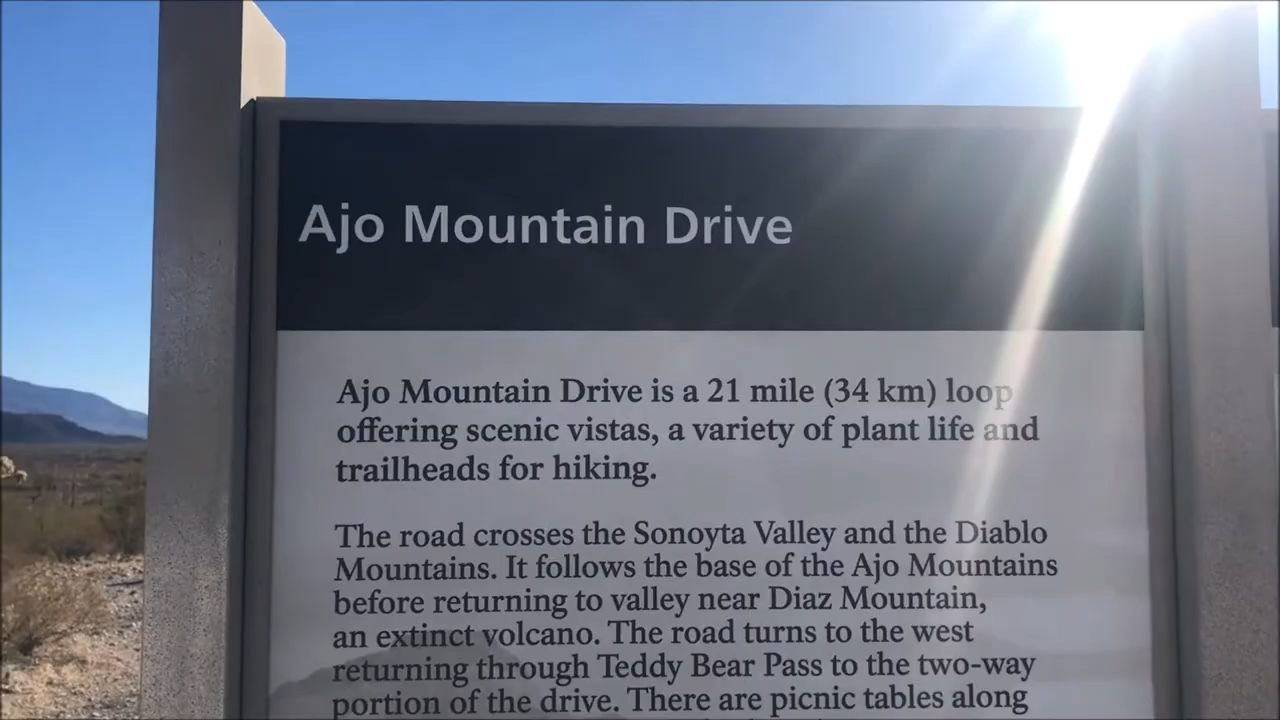 Ajo Mountain Drive
Ajo Mountain Drive is a 21 mile (34 km) loop
offering scenic vistas, a variety of plant life and
trailheads for hiking.
The road crosses the Sonoyta Valley and the Diablo
Mountains. It follows the base of the Ajo Mountains
before returning to valley near Diaz Mountain,
an extinct volcano. The road turns to the west
returning through Teddy Bear Pass to the two-way
portion of the drive. There are picnic tables along